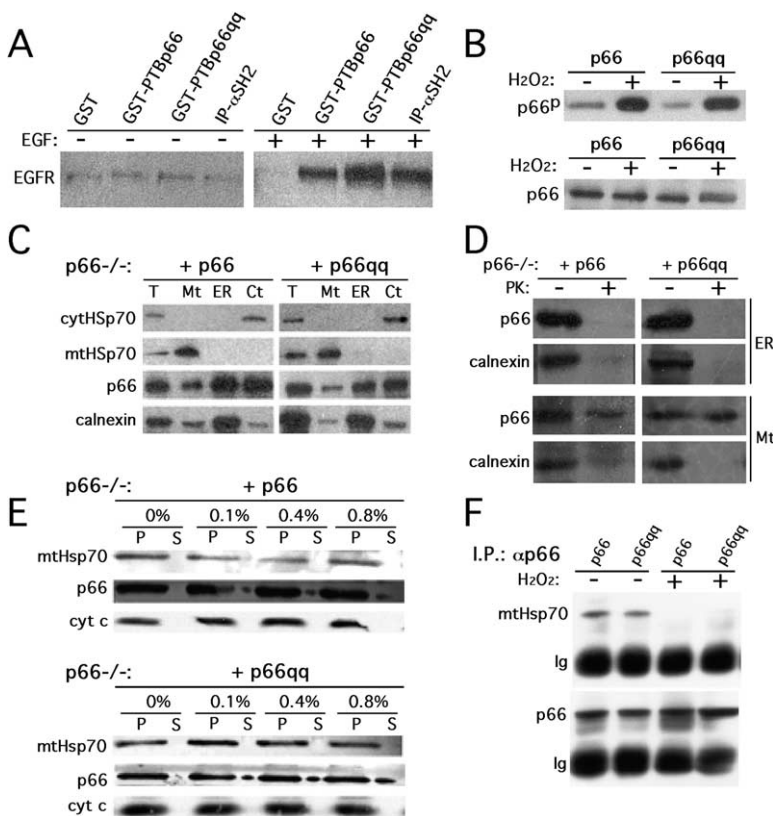 A
GST
GST-PTBp66
GST-PTBp66qq
IP-αSH2
GST
GST-PTBp66
GST-PTBp66qq
IP-αSH2
EGF: - - - - + + + +
EGFR
B
p66 p66qq
H2O2: - + - +
p66p
p66 p66qq
H2O2: - + - +
p66
C
p66-/-: + p66 + p66qq
T Mt ER Ct T Mt ER Ct
cytHSp70
mtHSp70
p66
calnexin
D
p66-/-: + p66 + p66qq
PK: - + - +
p66
calnexin
ER
p66
calnexin
Mt
E
p66-/-: + p66
0% 0.1% 0.4% 0.8%
P S P S P S P S
mtHsp70
p66
cyt c
p66-/-: + p66qq
0% 0.1% 0.4% 0.8%
P S P S P S P S
mtHsp70
p66
cyt c
F
I.P.: αp66 p66 p66qq p66 p66qq
H2O2: - - + +
mtHsp70
Ig
p66
Ig